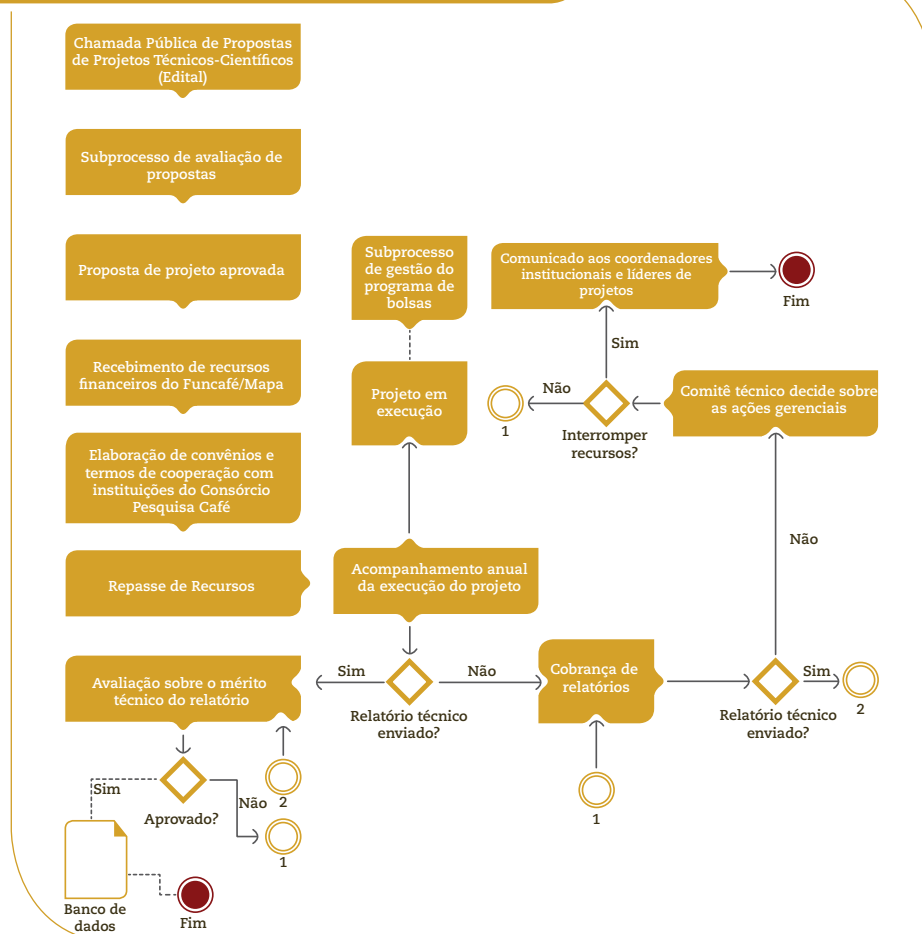 Chamada Pública de Propostas
de Projetos Técnicos-Científicos
(Edital)
Subprocesso de avaliação de
propostas
Proposta de projeto aprovada
Recebimento de recursos
financeiros do Funcafé/Mapa
Elaboração de convênios e
termos de cooperação com
instituições do Consórcio
Pesquisa Café
Repasse de Recursos
Subprocesso
de gestão do
programa de
bolsas
Projeto em
execução
Acompanhamento anual
da execução do projeto
Comunicado aos coordenadores
institucionais e líderes de
projetos
Fim
Sim
Não
1
Interromper
recursos?
Comitê técnico decide sobre
as ações gerenciais
Não
Avaliação sobre o mérito
técnico do relatório
Sim
Relatório técnico
enviado?
Não
Cobrança de
relatórios
1
Relatório técnico
enviado?
Sim
2
Sim
Aprovado?
Não
2
1
Banco de
dados
Fim